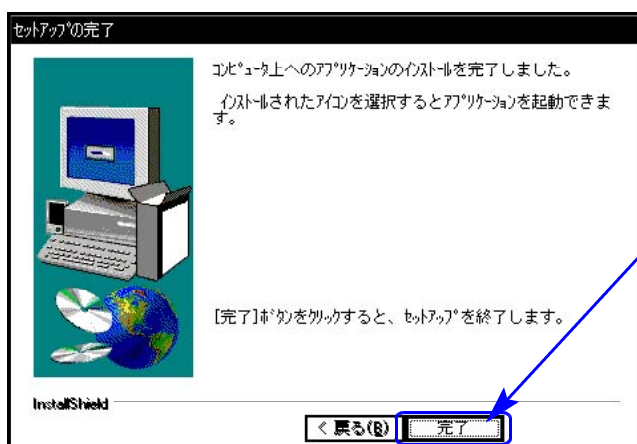 ｾｯﾄｱｯﾌﾟの完了
ｺﾝﾋﾟｭｰﾀ上へのｱﾌﾟﾘｹｰｼｮﾝのｲﾝｽﾄｰﾙを完了しました。
ｲﾝｽﾄｰﾙされたｱｲｺﾝを選択するとｱﾌﾟﾘｹｰｼｮﾝを起動できま
す。
[完了]ﾎﾞﾀﾝをｸﾘｯｸすると、ｾｯﾄｱｯﾌﾟを終了します。
InstallShield
< 戻る(B)
完了